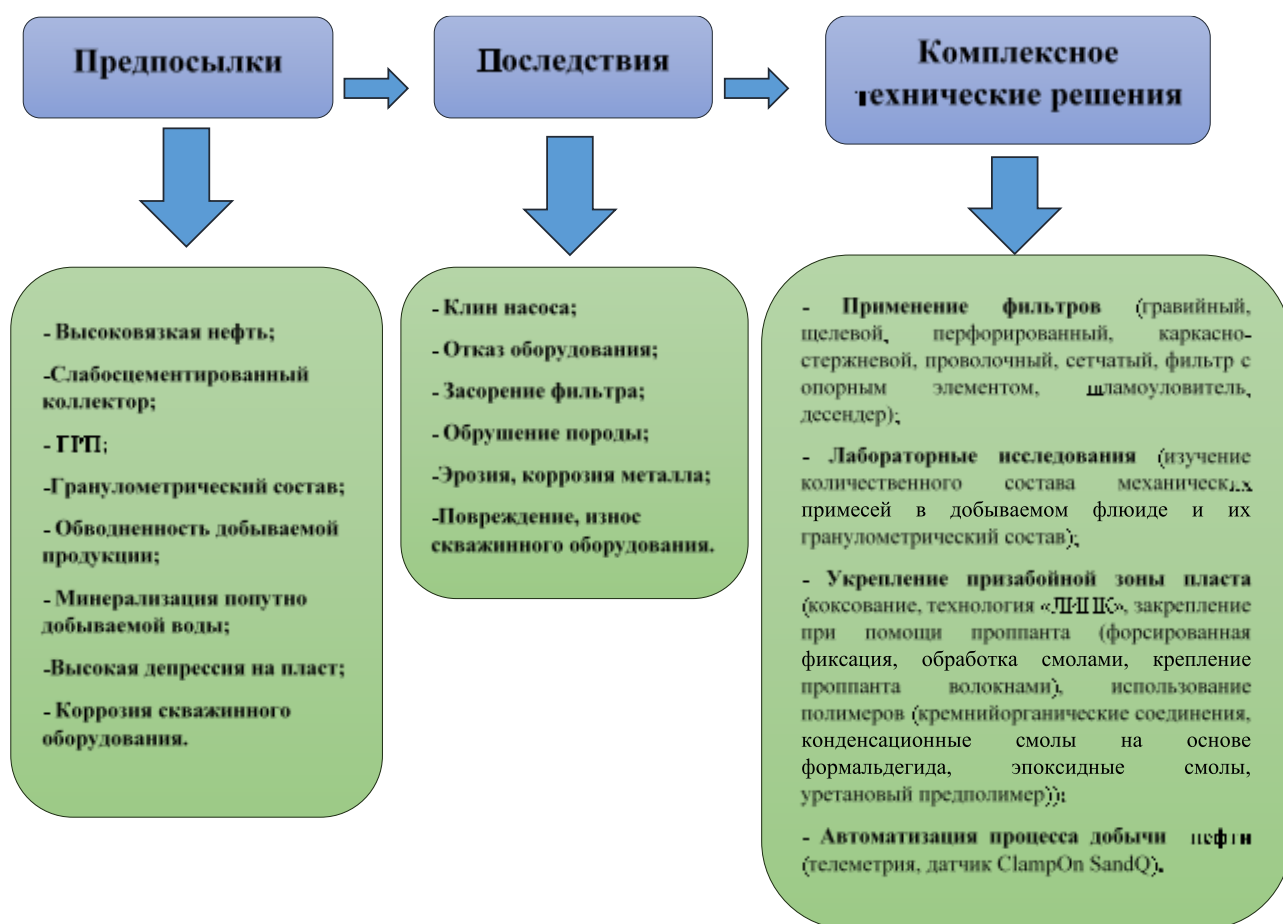 Предпосылки
Последствия
Комплексное
технические решения
- Высоковязкая нефть;
-Слабосцементированный
коллектор;
- ГРП;
-Гранулометрический состав;
- Обводненность добываемой
продукции;
- Минерализация попутно
добываемой воды;
-Высокая депрессия на пласт;
- Коррозия скважинного
оборудования.
- Клин насоса;
- Отказ оборудования;
- Засорение фильтра;
- Обрушение породы;
-Эрозия, коррозия металла;
-Повреждение, износ
скважинного оборудования.
- Применение фильтров (гравийный,
щелевой, перфорированный, каркасно-
стержневой, проволочный, сетчатый, фильтр с
опорным элементом, шламоуловитель,
десендер);
- Лабораторные исследования (изучение
количественного состава механических
примесей в добываемом флюиде и их
гранулометрический состав);
- Укрепление призабойной зоны пласта
(коксование, технология закрепление
при помощи проппанта (форсированная
фиксация, обработка смолами, крепление
проппанта волокнами), использование
полимеров (кремнийорганические соединения,
конденсационные смолы на основе
формальдегида, эпоксидные смолы,
уретановый предполимер));
- Автоматизация процесса добычи нефти
(телеметрия, датчик ClampOn SandQ).